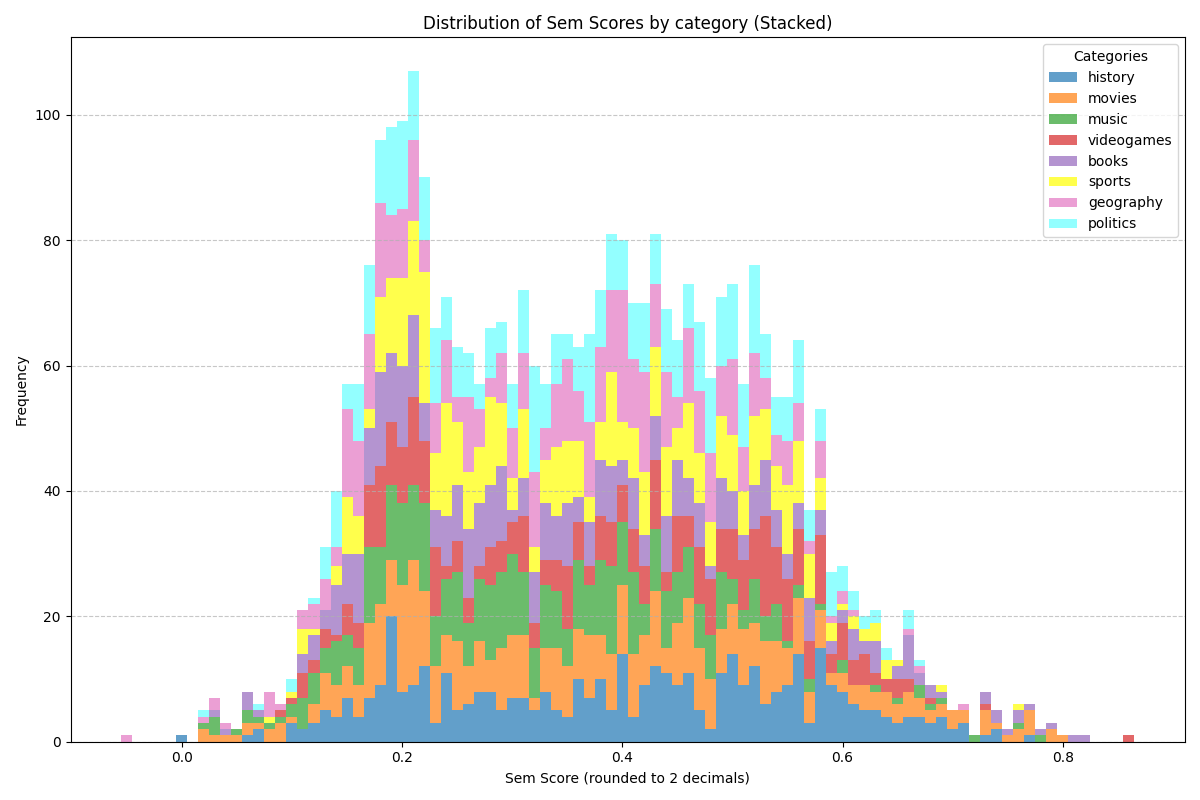 Distribution of Sem Scores by category (Stacked)
Categories
history
movies
music
videogames
books
sports
geography
politics
Frequency
100
80
60
40
20
0
0.0 0.2 0.4 0.6 0.8
Sem Score (rounded to 2 decimals)